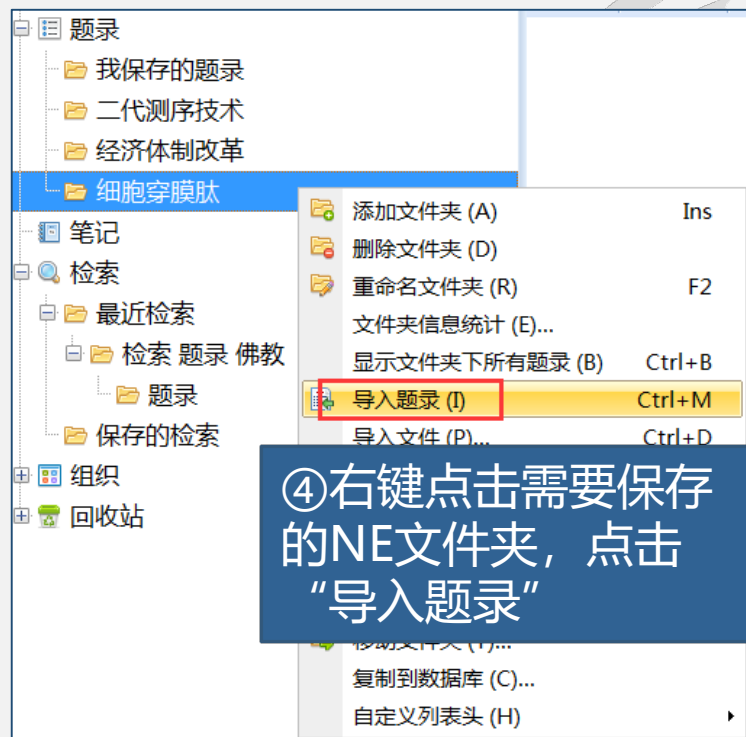 题录
我保存的题录
二代测序技术
经济体制改革
细胞穿膜肽
笔记
检索
最近检索
检索 题录 佛教
题录
保存的检索
组织
回收站
添加文件夹 (A) Ins
删除文件夹 (D)
重命名文件夹 (R) F2
文件夹信息统计 (E)...
显示文件夹下所有题录 (B) Ctrl+B
导入题录 (I) Ctrl+M
导入文件 (P)... Ctrl+D
④右键点击需要保存
的NE文件夹，点击
“导入题录”
移动文件夹 (T)...
复制到数据库 (C)...
自定义列表头 (H)